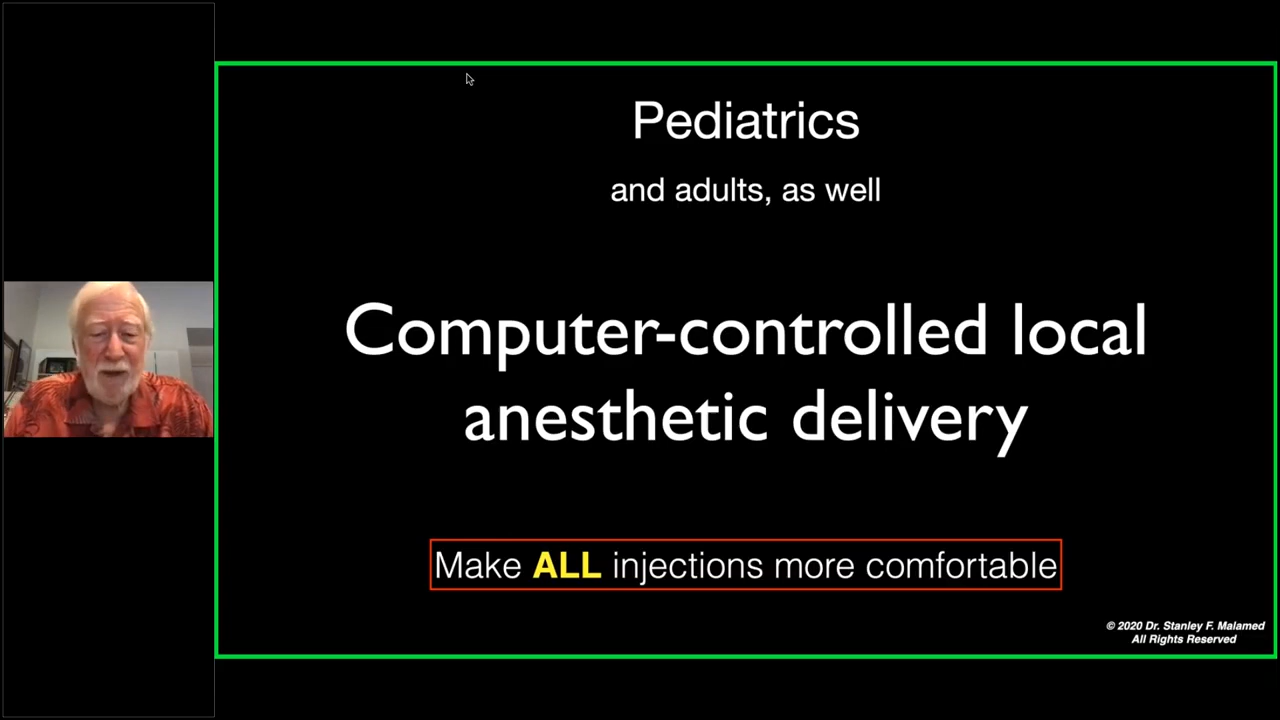 Pediatrics
and adults, as well
Computer-controlled local
anesthetic delivery
Make ALL injections more comfortable
© 2020 Dr. Stanley F. Malamed
All Rights Reserved